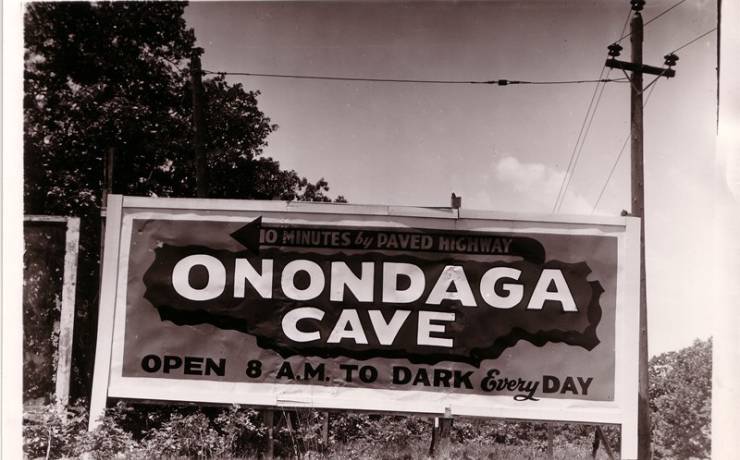 10 MINUTES by PAVED HIGHWAY
ONONDAGA
CAVE
OPEN 8 A.M. TO DARK Every DAY